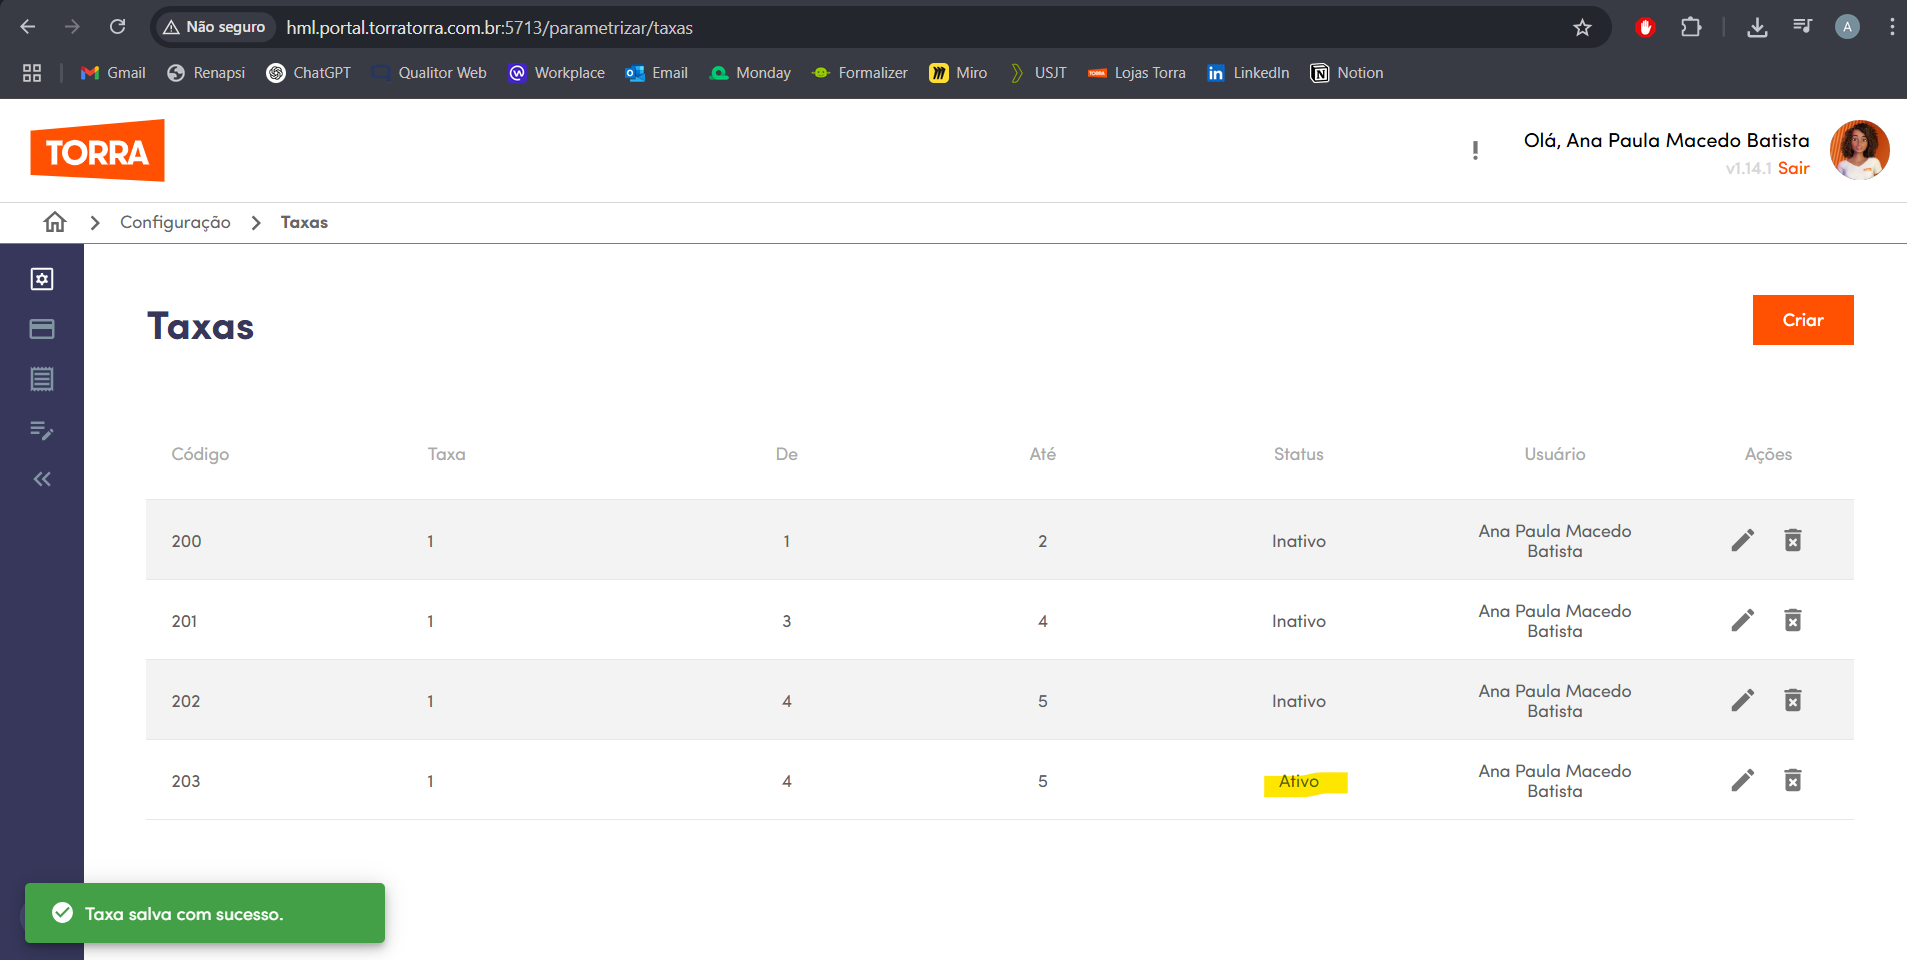 Não seguro
hml.portal.torratorra.com.br:5713/parametrizar/taxas
A
Gmail
Renapsi
ChatGPT
Qualitor Web
Workplace
Email
Monday
Formalizer
Miro
USJT
Lojas Torra
LinkedIn
Notion
TORRA
Olá, Ana Paula Macedo Batista
v1.14.1 Sair
Configuração
Taxas
Taxas
Criar
Código Taxa De Até Status Usuário Ações
200 1 1 2 Inativo Ana Paula Macedo
Batista
201 1 3 4 Inativo Ana Paula Macedo
Batista
202 1 4 5 Inativo Ana Paula Macedo
Batista
203 1 4 5 Ativo Ana Paula Macedo
Batista
Taxa salva com sucesso.